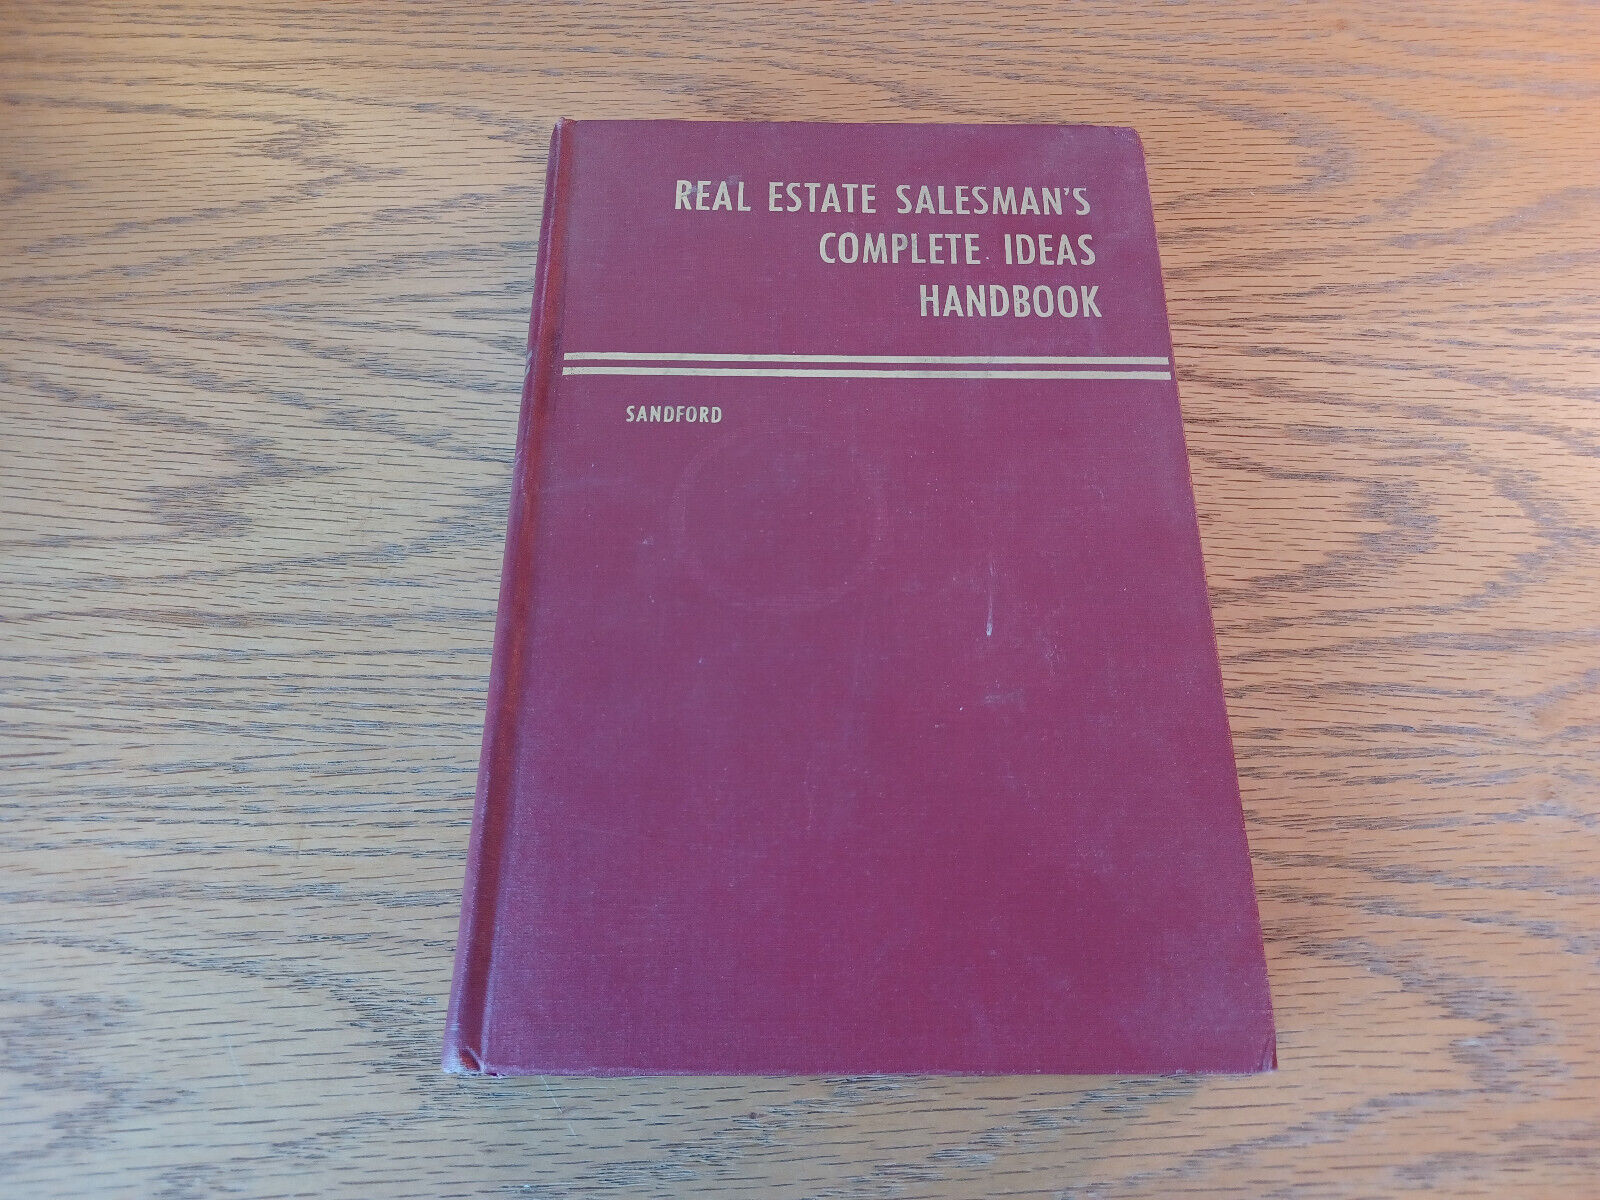 REAL ESTATE SALESMAN'S
COMPLETE IDEAS
HANDBOOK
SANDFORD